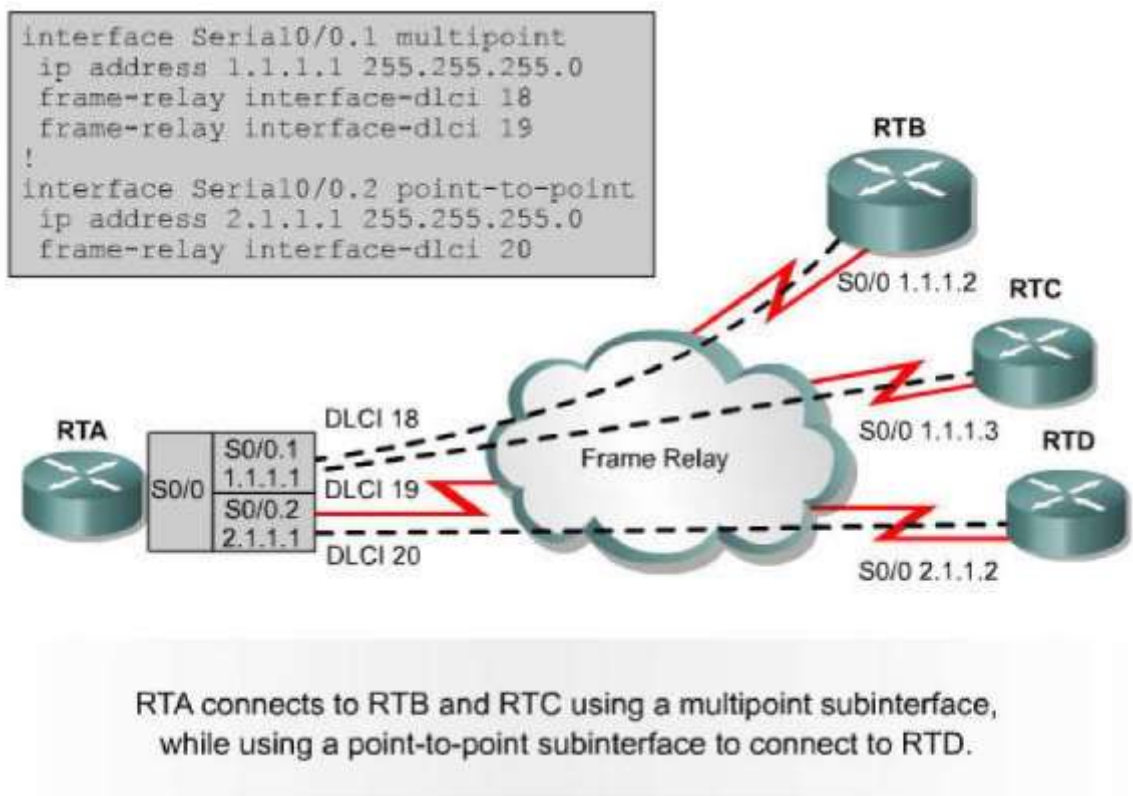 interface Serial0/0.1 multipoint
ip address 1.1.1.1 255.255.255.0
frame-relay interface-dlci 18
frame-relay interface-dlci 19
!
interface Serial0/0.2 point-to-point
ip address 2.1.1.1 255.255.255.0
frame-relay interface-dlci 20
RTB
S0/0 1.1.1.2
RTC
S0/0 1.1.1.3
RTD
S0/0 2.1.1.2
Frame Relay
RTA
S0/0
S0/0.1
1.1.1.1
S0/0.2
2.1.1.1
DLCI 18
DLCI 19
DLCI 20
RTA connects to RTB and RTC using a multipoint subinterface,
while using a point-to-point subinterface to connect to RTD.